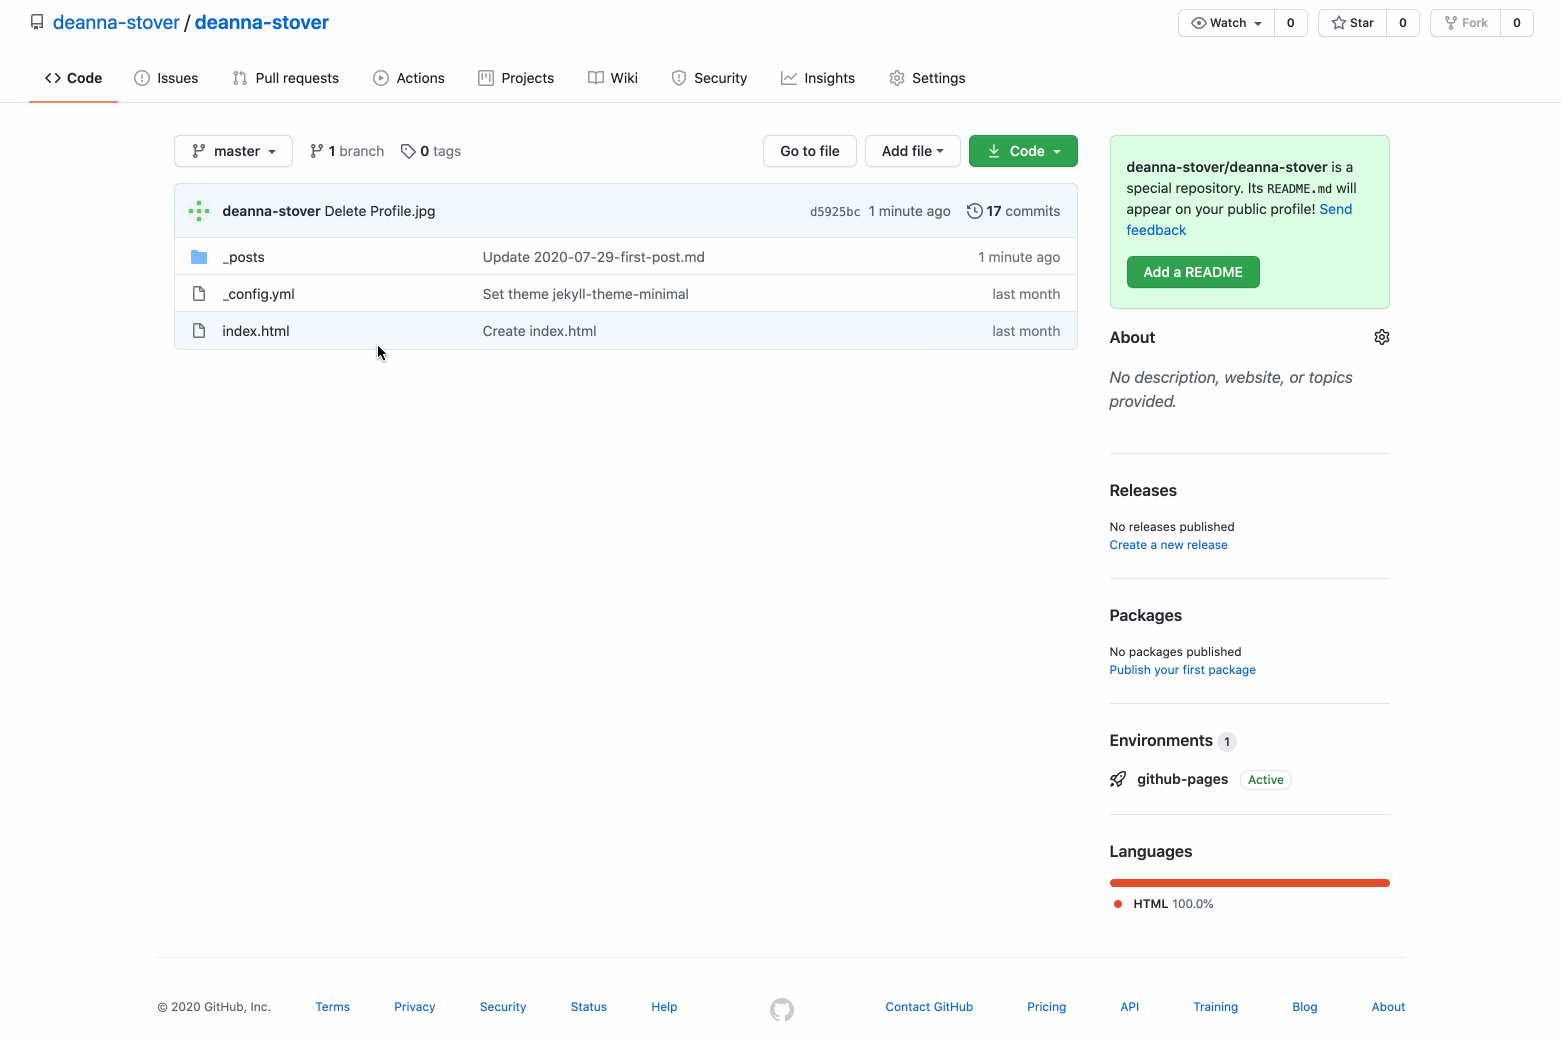 deanna-stover / deanna-stover
Watch 0 Star 0 Fork 0
Code Issues Pull requests Actions Projects Wiki Security Insights Settings
master 1 branch 0 tags Go to file Add file Code
deanna-stover Delete Profile.jpg d5925bc 1 minute ago 17 commits
_posts Update 2020-07-29-first-post.md 1 minute ago
_config.yml Set theme jekyll-theme-minimal last month
index.html Create index.html last month
deanna-stover/deanna-stover is a
special repository. Its README.md will
appear on your public profile! Send
feedback
Add a README
About
No description, website, or topics
provided.
Releases
No releases published
Create a new release
Packages
No packages published
Publish your first package
Environments 1
github-pages Active
Languages
HTML 100.0%
© 2020 GitHub, Inc. Terms Privacy Security Status Help Contact GitHub Pricing API Training Blog About